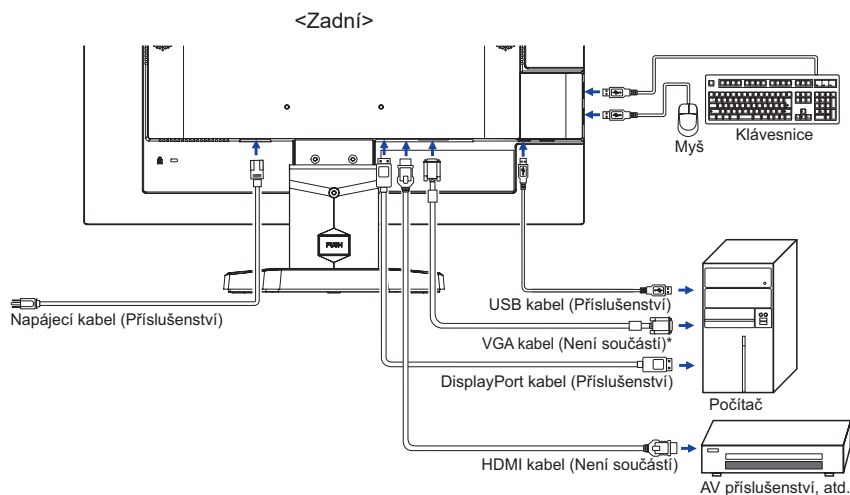 <Zadní>
Myš
Klávesnice
PUSH
Napájecí kabel (Příslušenství)
USB kabel (Příslušenství)
VGA kabel (Není součástí)*
DisplayPort kabel (Příslušenství)
Počítač
HDMI kabel (Není součástí)
AV příslušenství, atd.